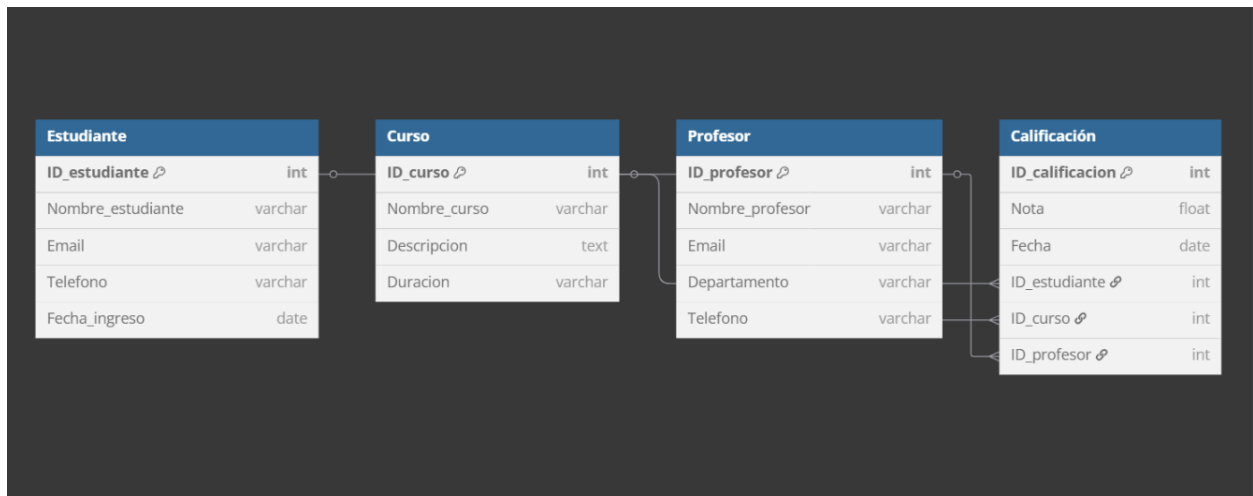 Estudiante
ID_estudiante int
Nombre_estudiante varchar
Email varchar
Telefono varchar
Fecha_ingreso date
Curso
ID_curso int
Nombre_curso varchar
Descripcion text
Duracion varchar
Profesor
ID_profesor int
Nombre_profesor varchar
Email varchar
Departamento varchar
Telefono varchar
Calificación
ID_calificacion int
Nota float
Fecha date
ID_estudiante int
ID_curso int
ID_profesor int